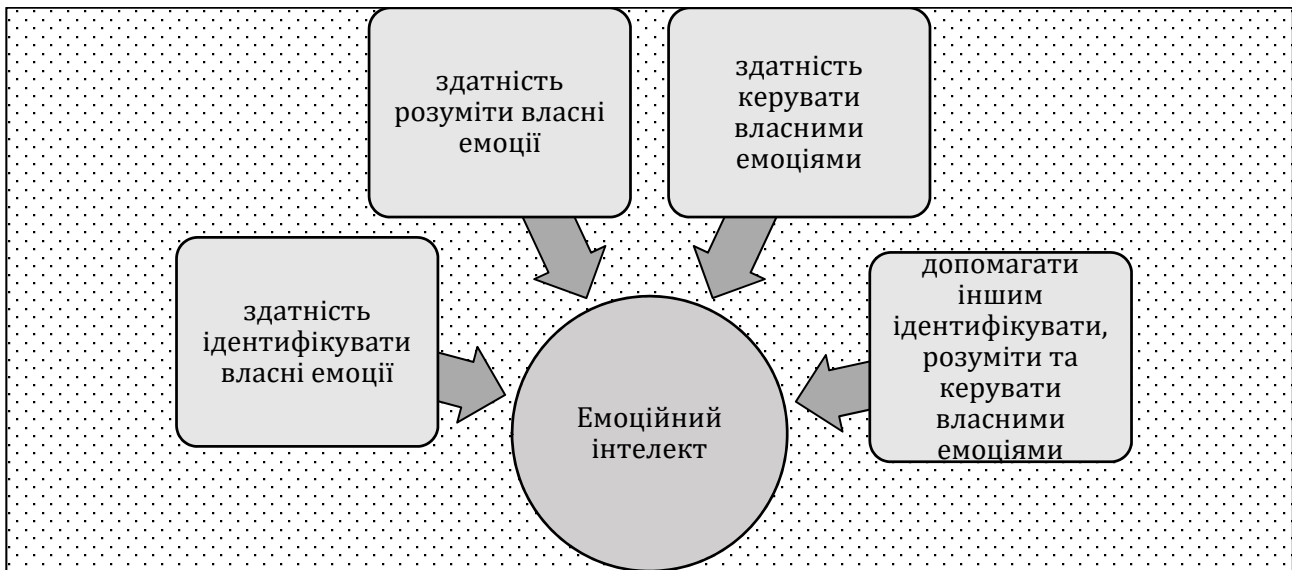 здатність
розуміти власні
емоції
здатність
керувати
власними
емоціями
здатність
ідентифікувати
власні емоції
допомагати
іншим
ідентифікувати,
розуміти та
керувати
власними
емоціями
Емоційний
інтелект